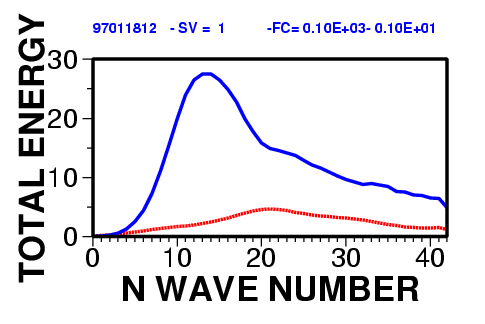 97011812 - SV = 1 -FC= 0.10E+03- 0.10E+01
TOTAL ENERGY
30
20
10
0
0 10 20 30 40
N WAVE NUMBER